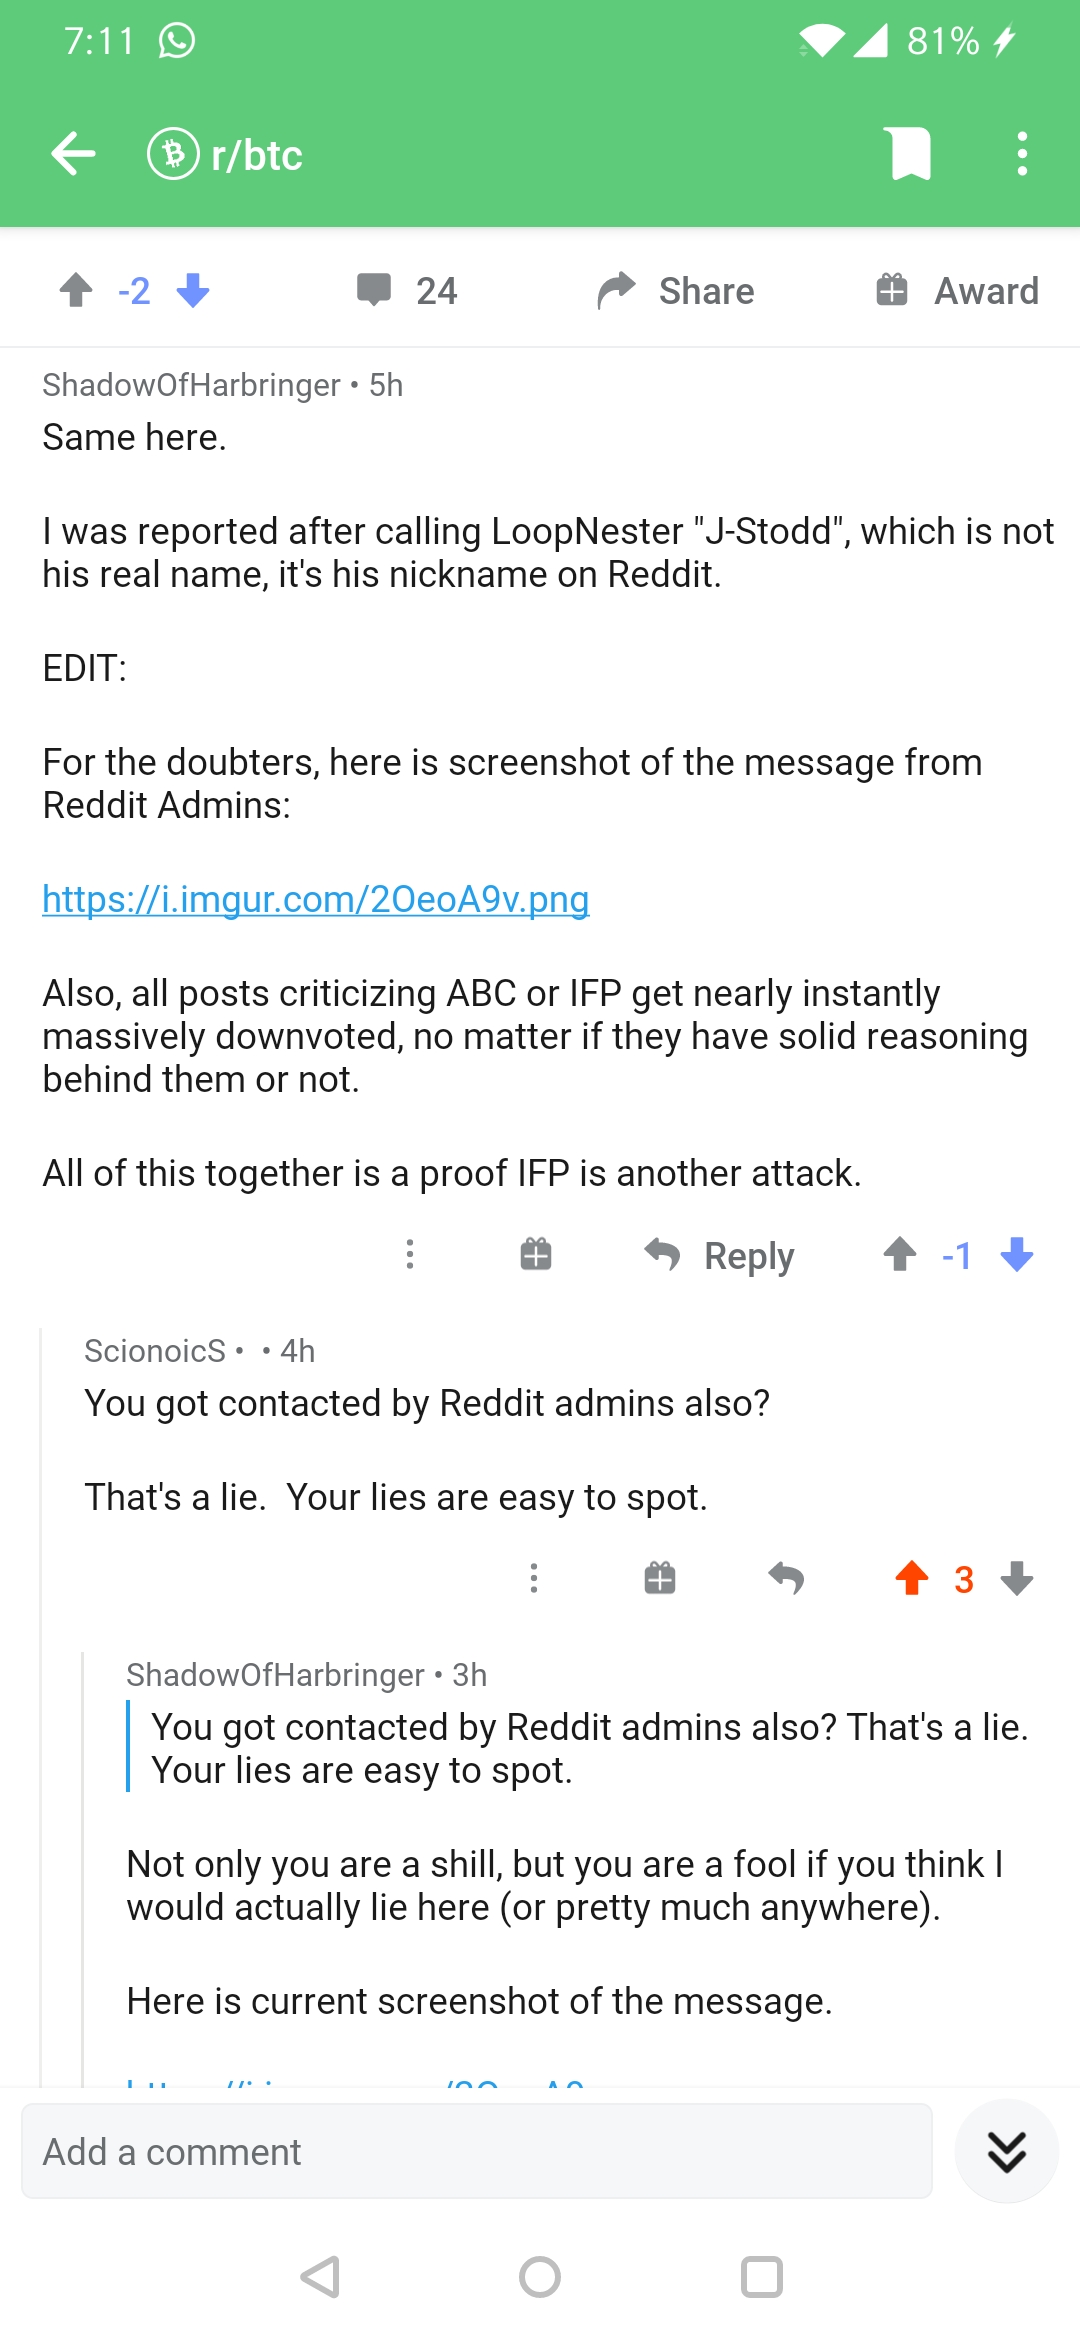 7:11 81%
r/btc
-2 24 Share Award
ShadowOfHarbringer • 5h
Same here.
I was reported after calling LoopNester "J-Stodd", which is not
his real name, it's his nickname on Reddit.
EDIT:
For the doubters, here is screenshot of the message from
Reddit Admins:
https://i.imgur.com/2OeoA9v.png
Also, all posts criticizing ABC or IFP get nearly instantly
massively downvoted, no matter if they have solid reasoning
behind them or not.
All of this together is a proof IFP is another attack.
Reply -1
ScionoicS • • 4h
You got contacted by Reddit admins also?
That's a lie.  Your lies are easy to spot.
3
ShadowOfHarbringer • 3h
You got contacted by Reddit admins also? That's a lie.
Your lies are easy to spot.
Not only you are a shill, but you are a fool if you think I
would actually lie here (or pretty much anywhere).
Here is current screenshot of the message.
Add a comment